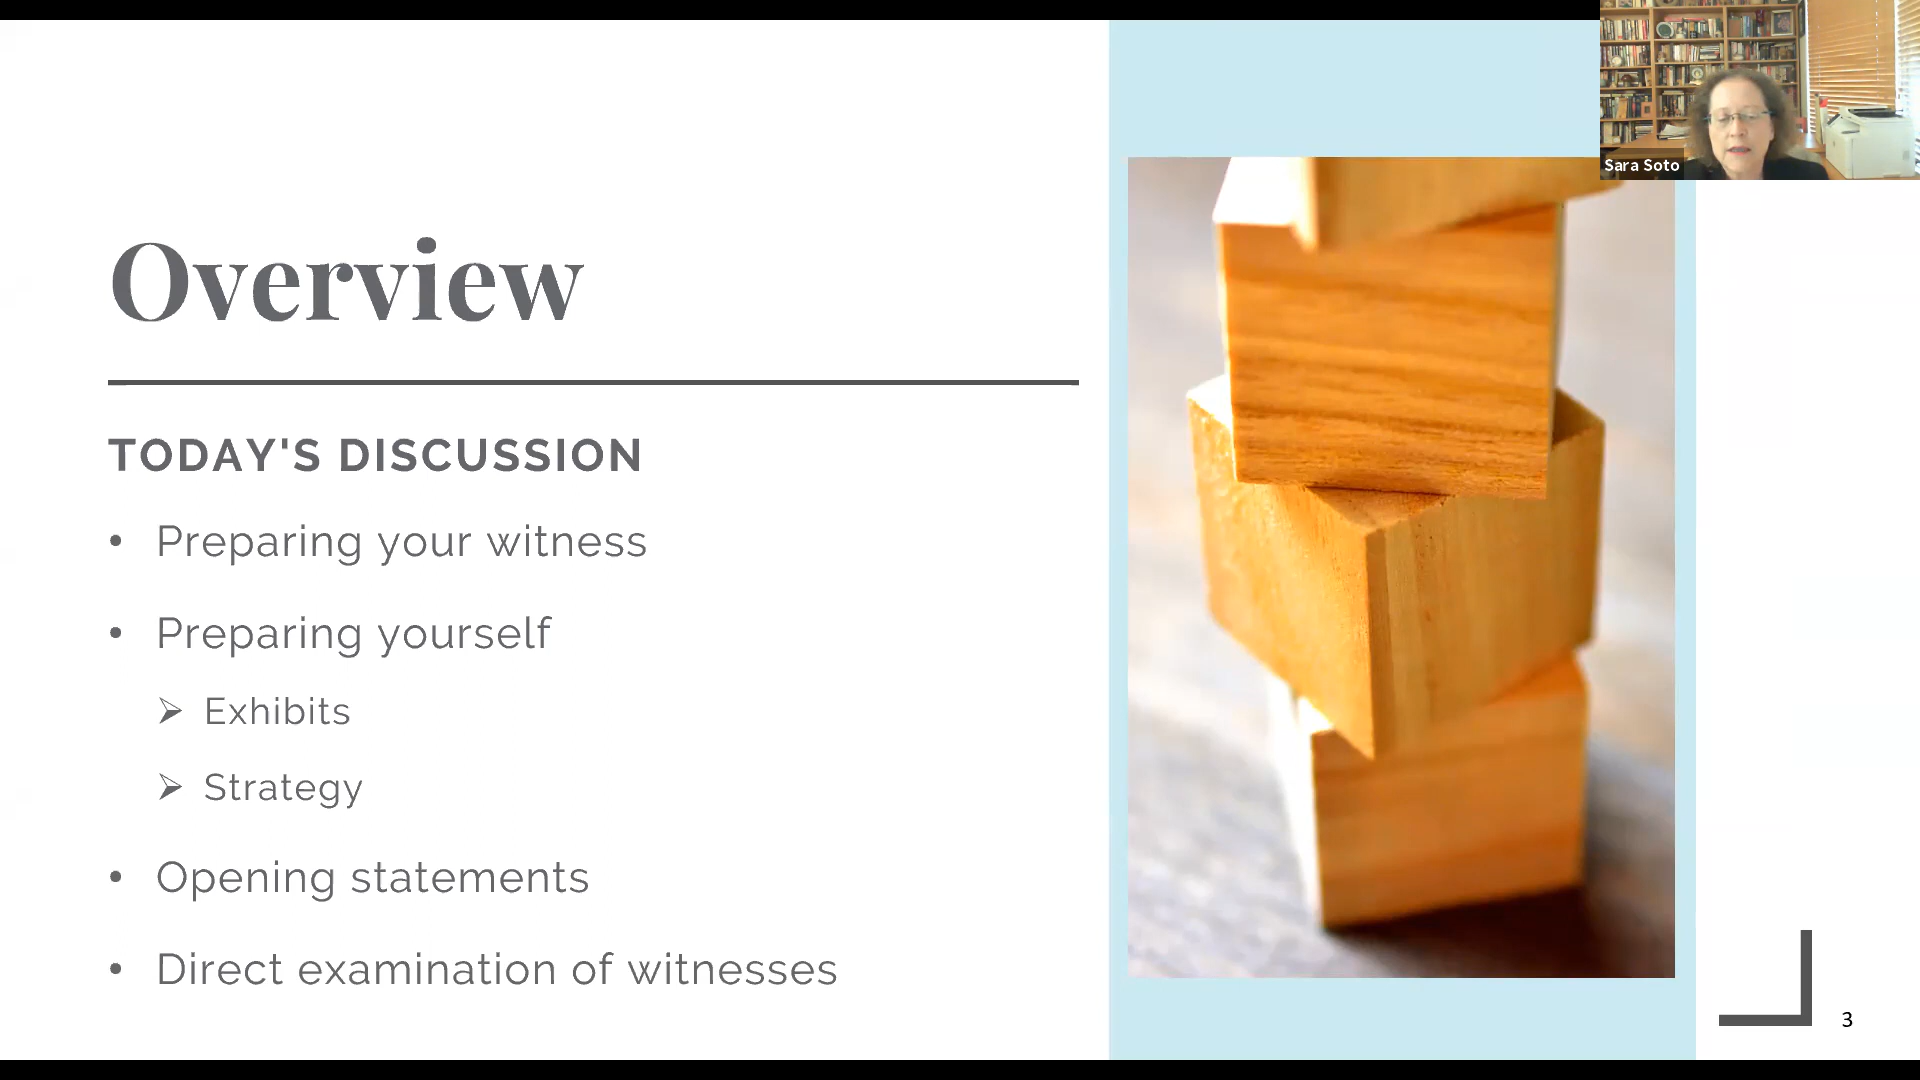 Sara Soto
Overview
TODAY'S DISCUSSION
• Preparing your witness
• Preparing yourself
➢ Exhibits
➢ Strategy
• Opening statements
• Direct examination of witnesses
3